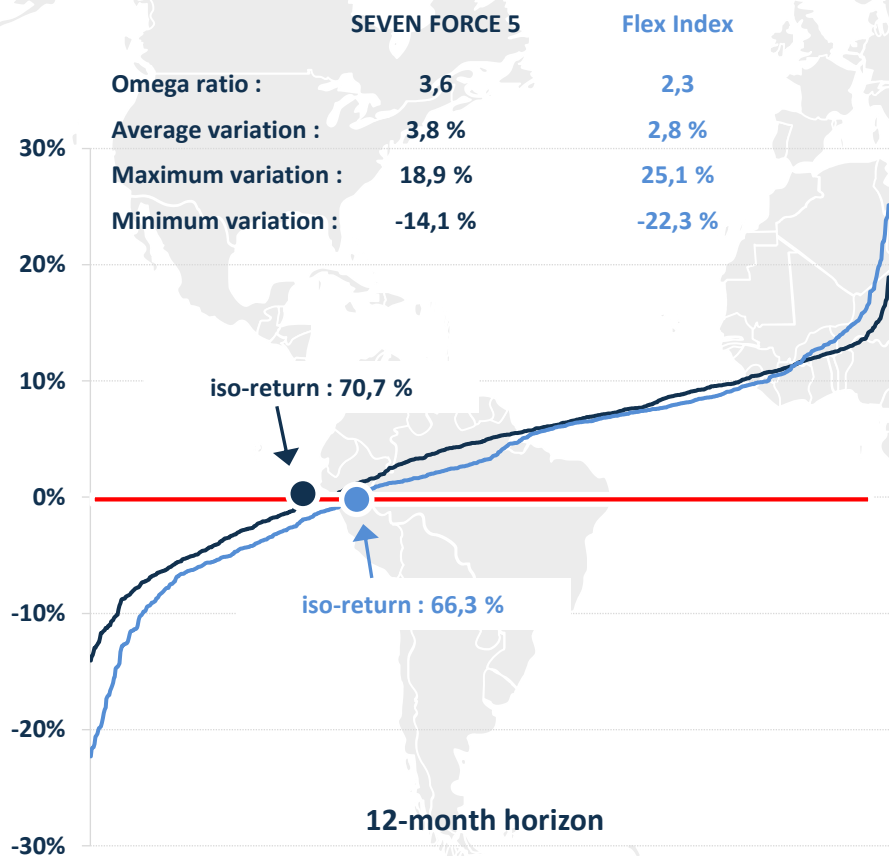 SEVEN FORCE 5 Flex Index
Omega ratio : 3,6 2,3
Average variation : 3,8 % 2,8 %
Maximum variation : 18,9 % 25,1 %
Minimum variation : -14,1 % -22,3 %
30%
20%
10%
iso-return : 70,7 %
0%
iso-return : 66,3 %
-10%
-20%
12-month horizon
-30%